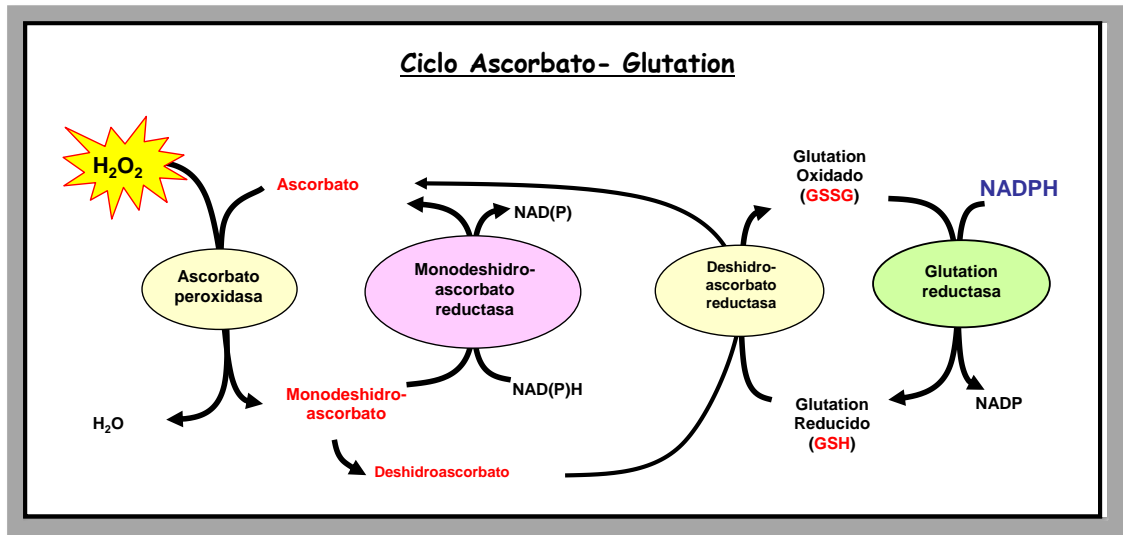 Ciclo Ascorbato- Glutation
H₂O₂
Ascorbato
NAD(P)
Glutation
Oxidado
(GSSG)
NADPH
Ascorbato
peroxidasa
Monodeshidro-
ascorbato
reductasa
Deshidro-
ascorbato
reductasa
Glutation
reductasa
H₂O
Monodeshidro-
ascorbato
NAD(P)H
Glutation
Reducido
(GSH)
NADP
Deshidroascorbato